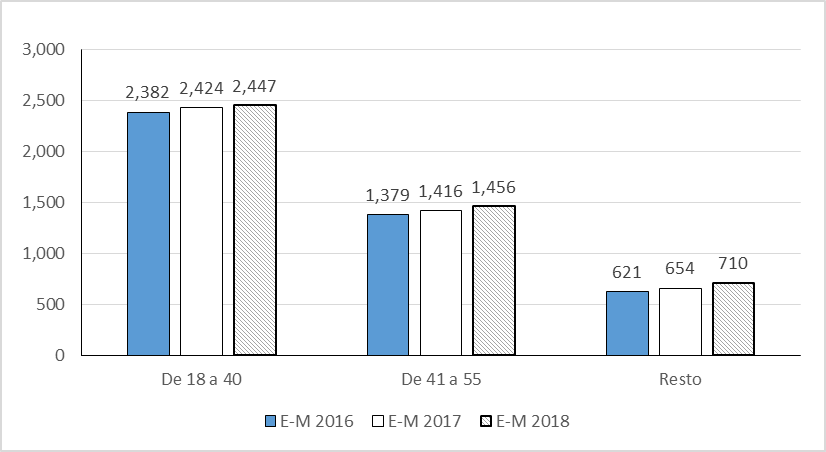 3,000
2,500
2,000
1,500
1,000
500
0
2,382 2,424 2,447
1,379 1,416 1,456
621 654 710
De 18 a 40 De 41 a 55 Resto
E-M 2016 E-M 2017 E-M 2018